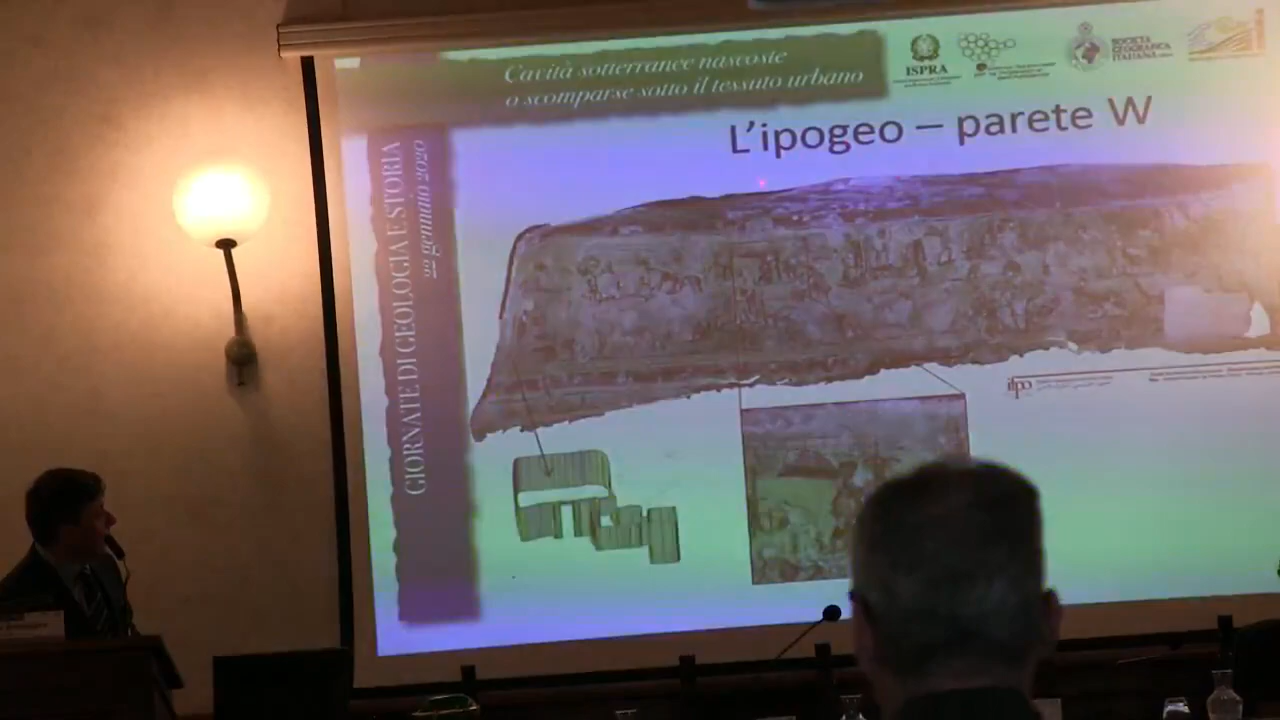 Cavità sotterranee nascoste
o scomparse sotto il tessuto urbano
ISPRA
SOCIETÀ
GEOGRAFICA
ITALIANA
L'ipogeo – parete W
GIORNATE DI GEOLOGIA E STORIA
22 gennaio 2020